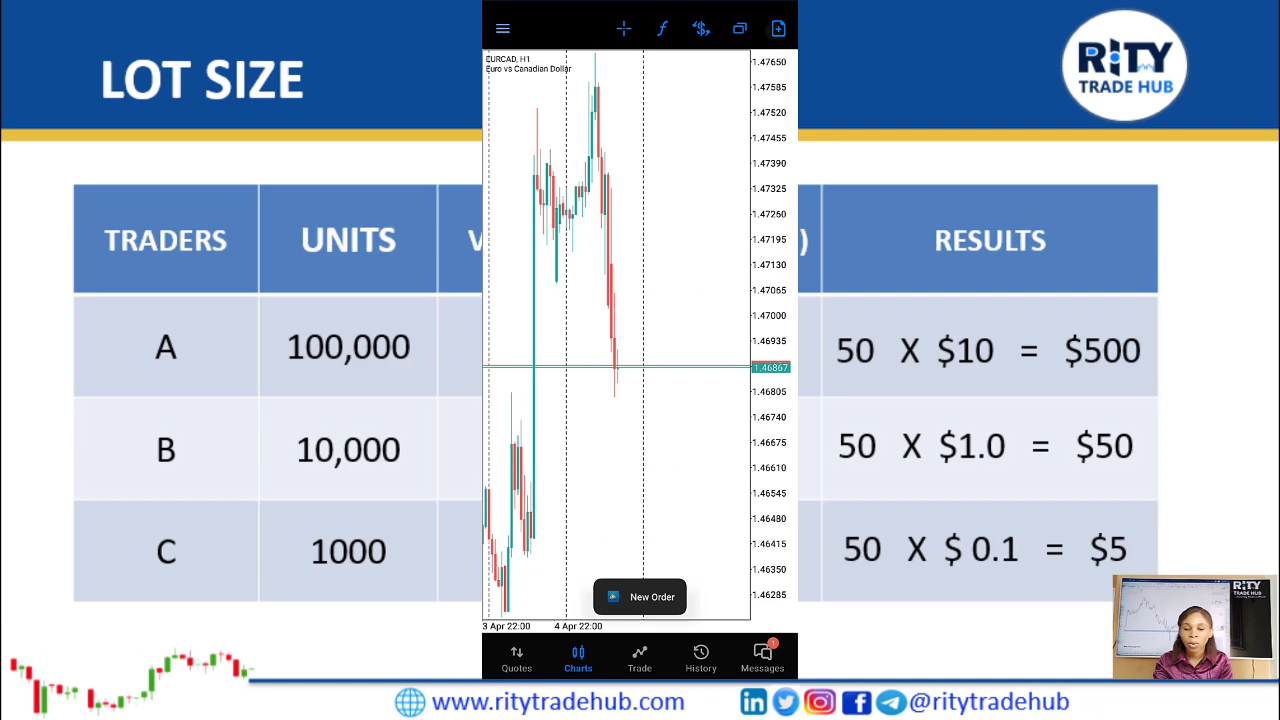 LOT SIZE
RITY
TRADE HUB
EURCAD, H1
Euro vs Canadian Dollar
1.47650
1.47585
1.47520
1.47455
1.47390
1.47325
1.47260
1.47195
1.47130
1.47065
1.47000
1.46935
1.46867
1.46805
1.46740
1.46675
1.46610
1.46545
1.46480
1.46415
1.46350
1.46285
3 Apr 22:00 4 Apr 22:00
New Order
Quotes Charts Trade History Messages
1
TRADERS UNITS V ) RESULTS
A 100,000 50 X $10 = $500
B 10,000 50 X $1.0 = $50
C 1000 50 X $ 0.1 = $5
RITY
TRADE HUB
www.ritytradehub.com @ritytradehub